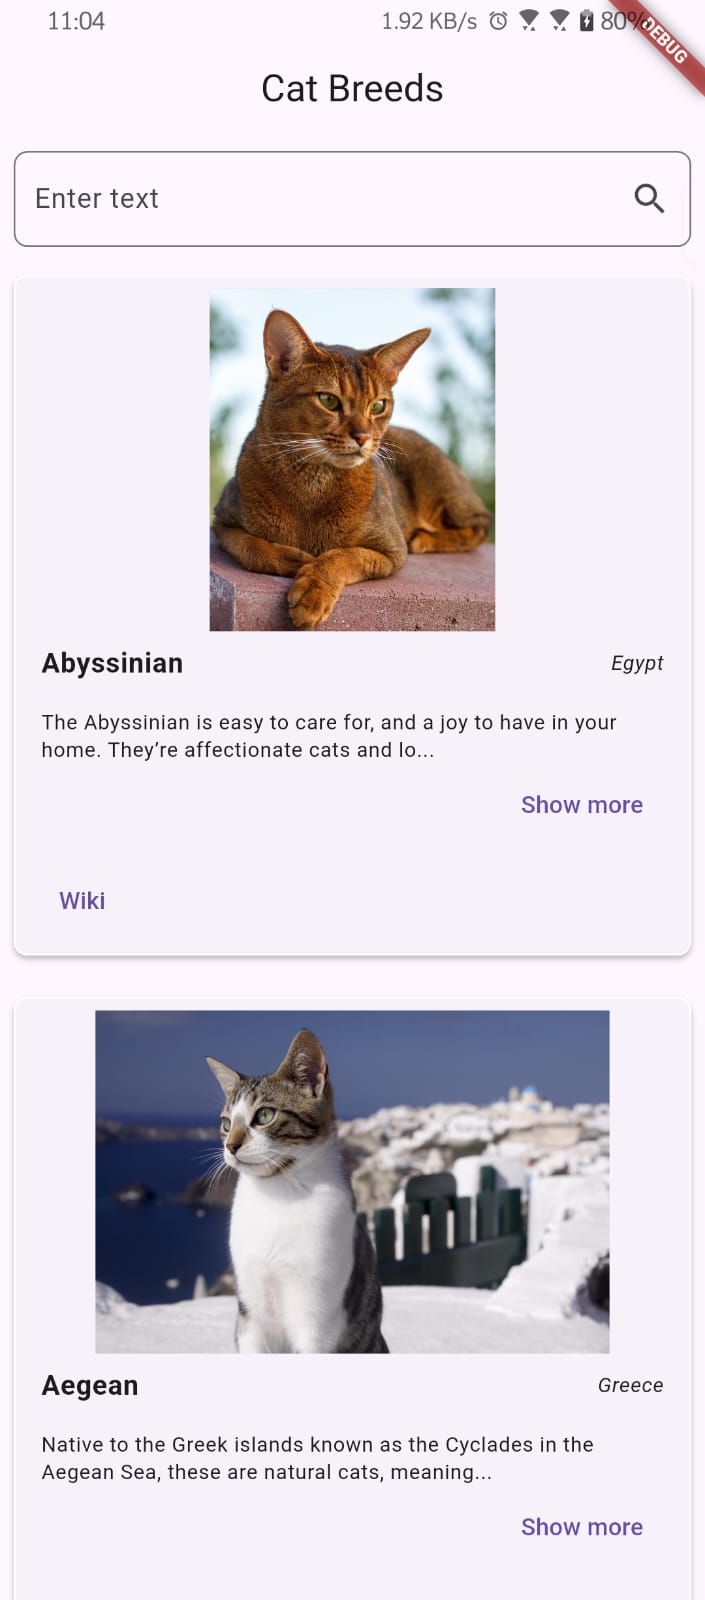 11:04 1.92 KB/s 80%
DEBUG
Cat Breeds
Enter text
Abyssinian Egypt
The Abyssinian is easy to care for, and a joy to have in your
home. They’re affectionate cats and lo...
Show more
Wiki
Aegean Greece
Native to the Greek islands known as the Cyclades in the
Aegean Sea, these are natural cats, meaning...
Show more